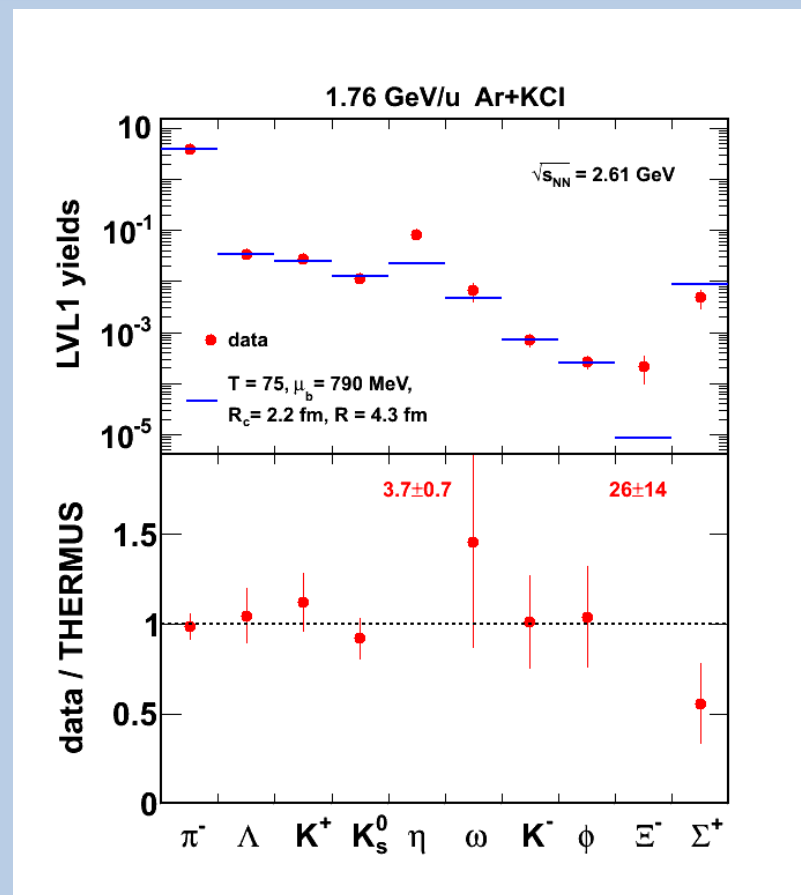 1.76 GeV/u Ar+KCl
√s_NN = 2.61 GeV
LVL1 yields
10
10^-1
10^-3
10^-5
data
T = 75, μ_b = 790 MeV,
R_c = 2.2 fm, R = 4.3 fm
data / THERMUS
3.7±0.7
26±14
1.5
1
0.5
0
π^- Λ K^+ K_s^0 η ω K^- ϕ Ξ^- Σ^+